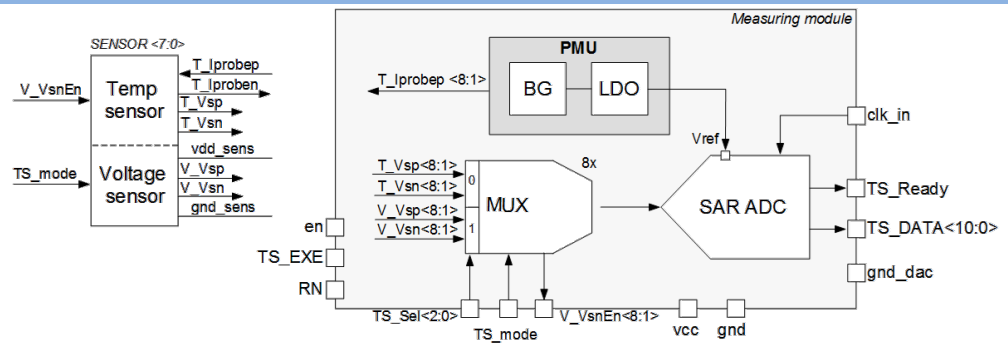 Measuring module
SENSOR <7:0>
V_VsnEn
Temp
sensor
T_Iprobep
T_Iproben
T_Vsp
T_Vsn
TS_mode
Voltage
sensor
vdd_sens
V_Vsp
V_Vsn
gnd_sens
PMU
T_Iprobep <8:1>
BG
LDO
Vref
clk_in
T_Vsp<8:1>
T_Vsn<8:1>
V_Vsp<8:1>
V_Vsn<8:1>
0
1
MUX
8x
SAR ADC
TS_Ready
TS_DATA<10:0>
gnd_dac
en
TS_EXE
RN
TS_Sel<2:0>
TS_mode
V_VsnEn<8:1>
vcc
gnd